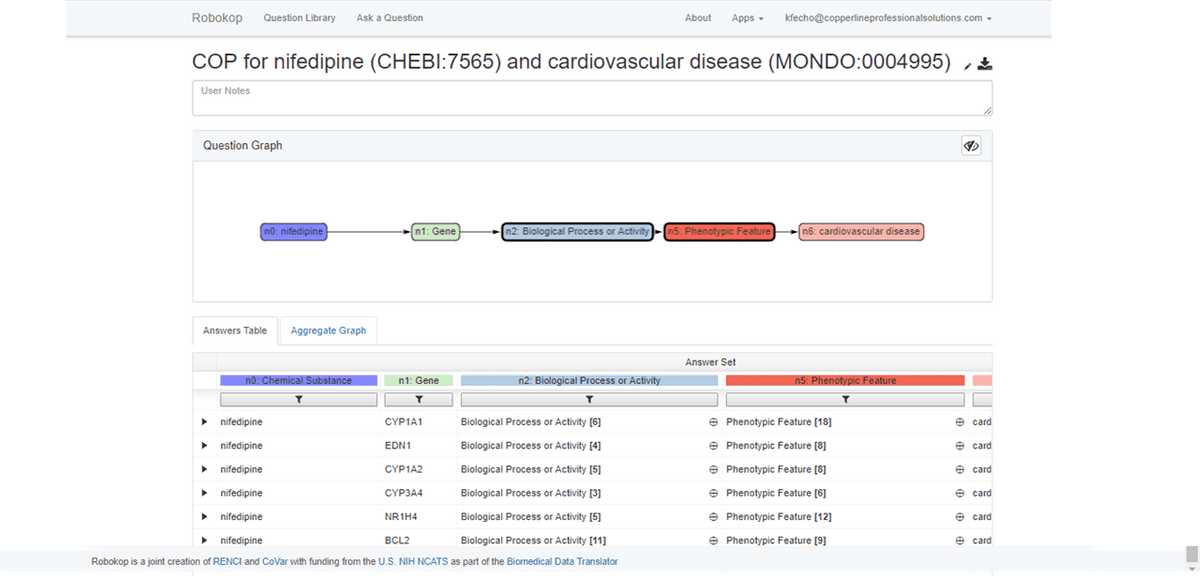 Robokop Question Library Ask a Question About Apps kfecho@copperlineprofessionalsolutions.com
COP for nifedipine (CHEBI:7565) and cardiovascular disease (MONDO:0004995)
User Notes
Question Graph
n0: nifedipine n1: Gene n2: Biological Process or Activity n5: Phenotypic Feature n6: cardiovascular disease
Answers Table Aggregate Graph
Answer Set
n0: Chemical Substance n1: Gene n2: Biological Process or Activity n5: Phenotypic Feature
nifedipine CYP1A1 Biological Process or Activity [6] Phenotypic Feature [18] card
nifedipine EDN1 Biological Process or Activity [4] Phenotypic Feature [8] card
nifedipine CYP1A2 Biological Process or Activity [5] Phenotypic Feature [8] card
nifedipine CYP3A4 Biological Process or Activity [3] Phenotypic Feature [6] card
nifedipine NR1H4 Biological Process or Activity [5] Phenotypic Feature [12] card
nifedipine BCL2 Biological Process or Activity [11] Phenotypic Feature [9] card
Robokop is a joint creation of RENCI and CoVar with funding from the U.S. NIH NCATS as part of the Biomedical Data Translator